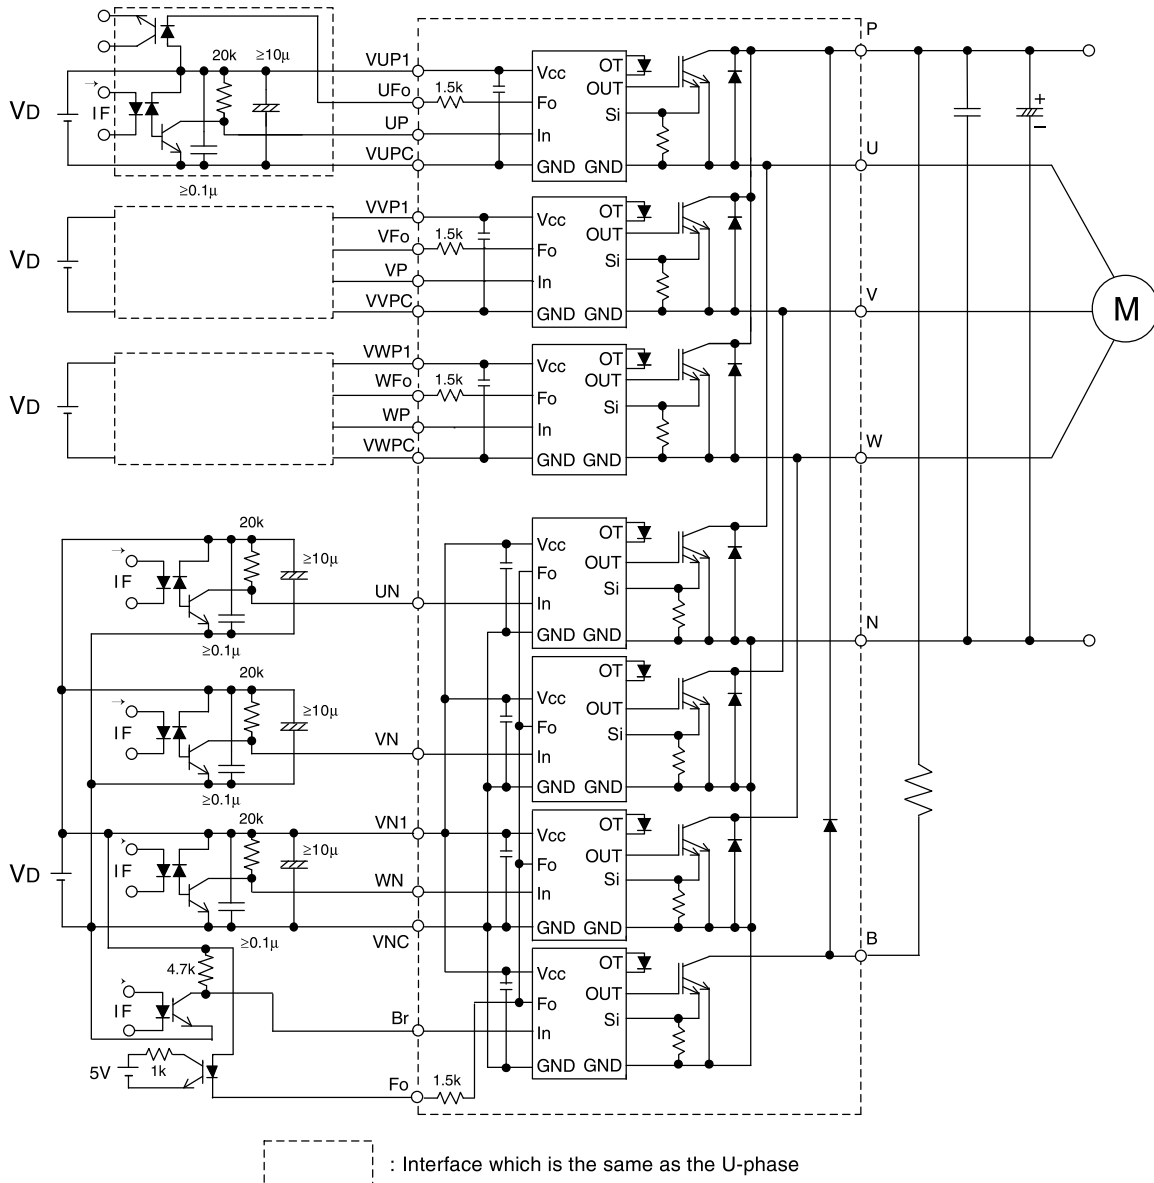 P
20k ≥10μ VUP1 OT
Vcc
UFo 1.5k OUT
VD IF Fo Si +
UP In −
VUPC GND GND U
≥0.1μ
VVP1 Vcc OT
VFo 1.5k OUT
VD Fo Si
VP In
VVPC GND GND V
M
VWP1 Vcc OT
WFo 1.5k OUT
VD Fo Si
WP In
VWPC GND GND W
20k
Vcc OT
≥10μ OUT
IF Fo Si
UN In
GND GND N
≥0.1μ
20k OT
Vcc
≥10μ OUT
IF Fo Si
VN In
GND GND
≥0.1μ
20k VN1 Vcc OT
≥10μ OUT
VD IF Fo Si
WN In
GND GND
≥0.1μ VNC B
4.7k Vcc OT
OUT
IF Fo Si
Br In
5V 1k GND GND
Fo 1.5k
: Interface which is the same as the U-phase